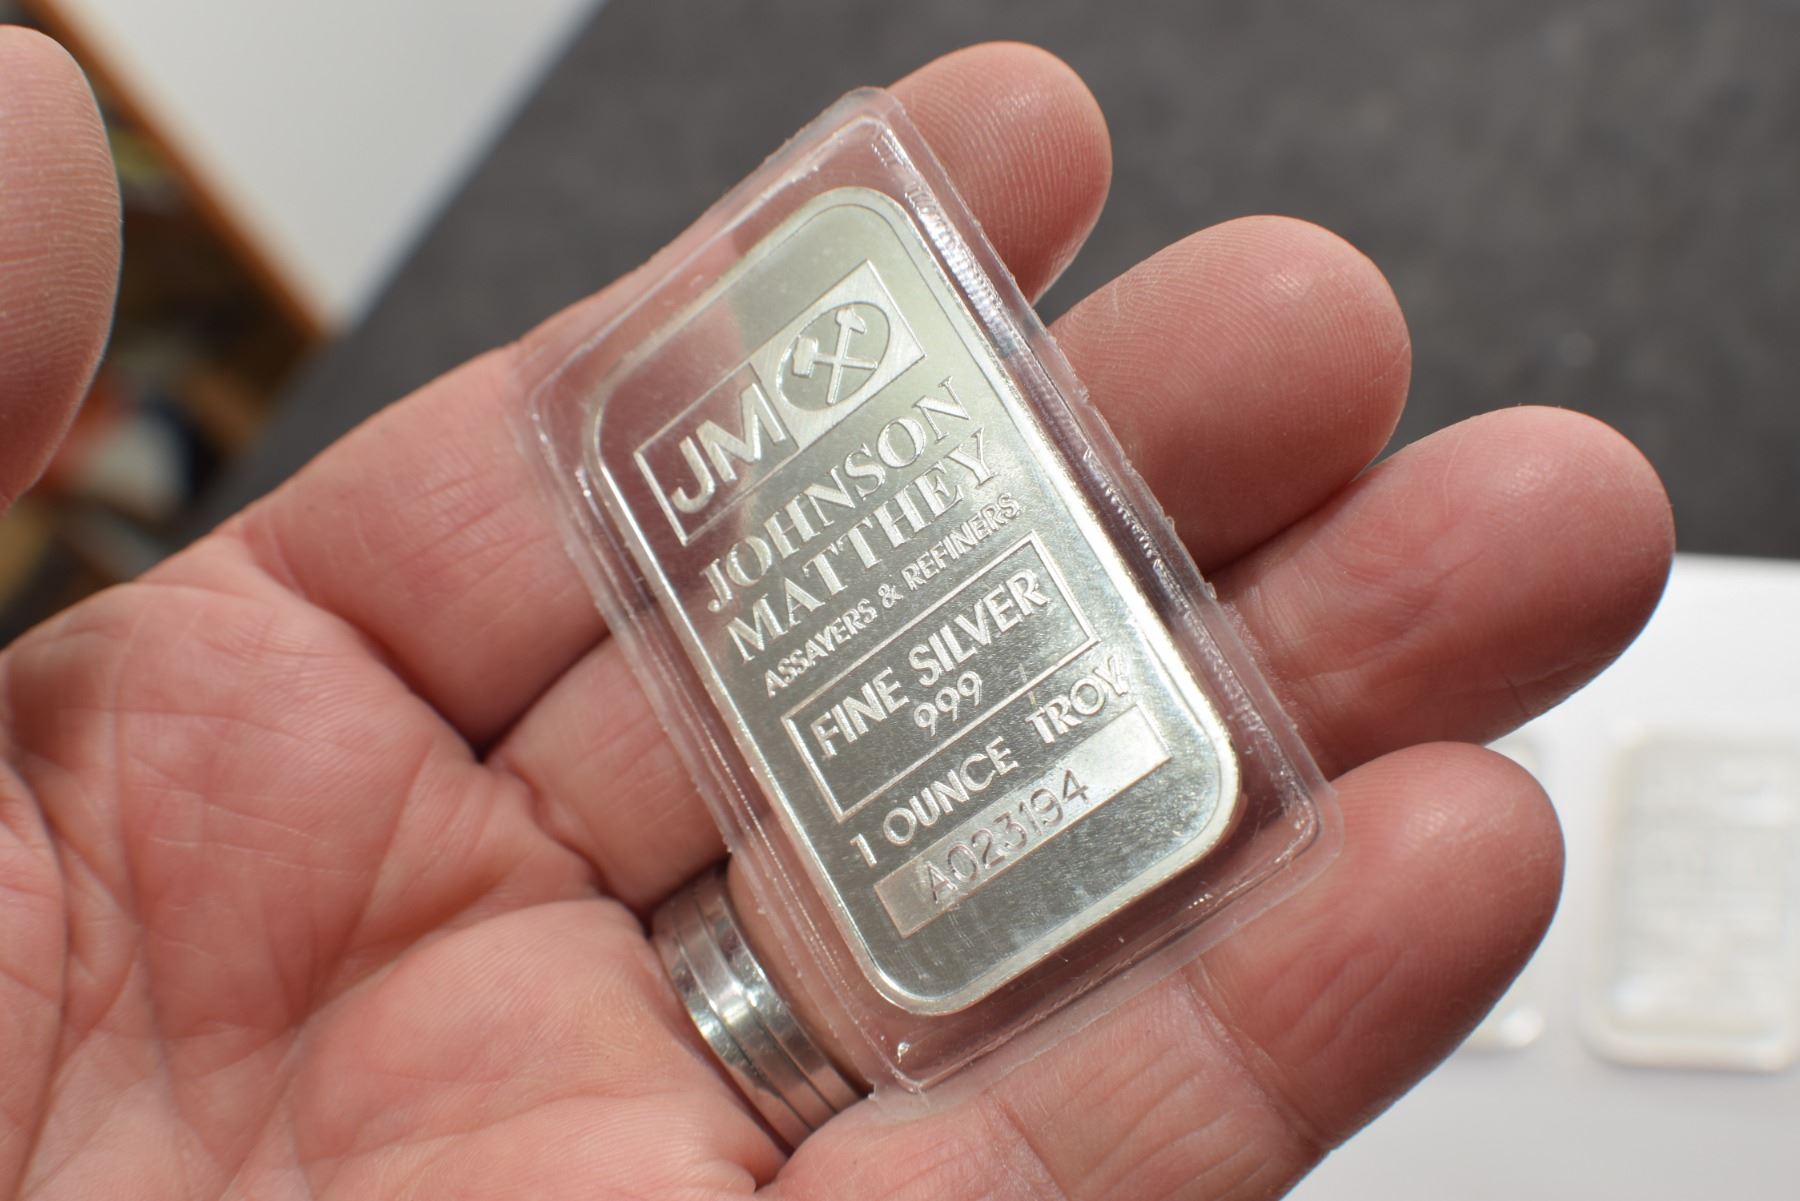 JM
JOHNSON
MATTHEY
ASSAYERS & REFINERS
FINE SILVER
999
1 OUNCE TROY
A023194